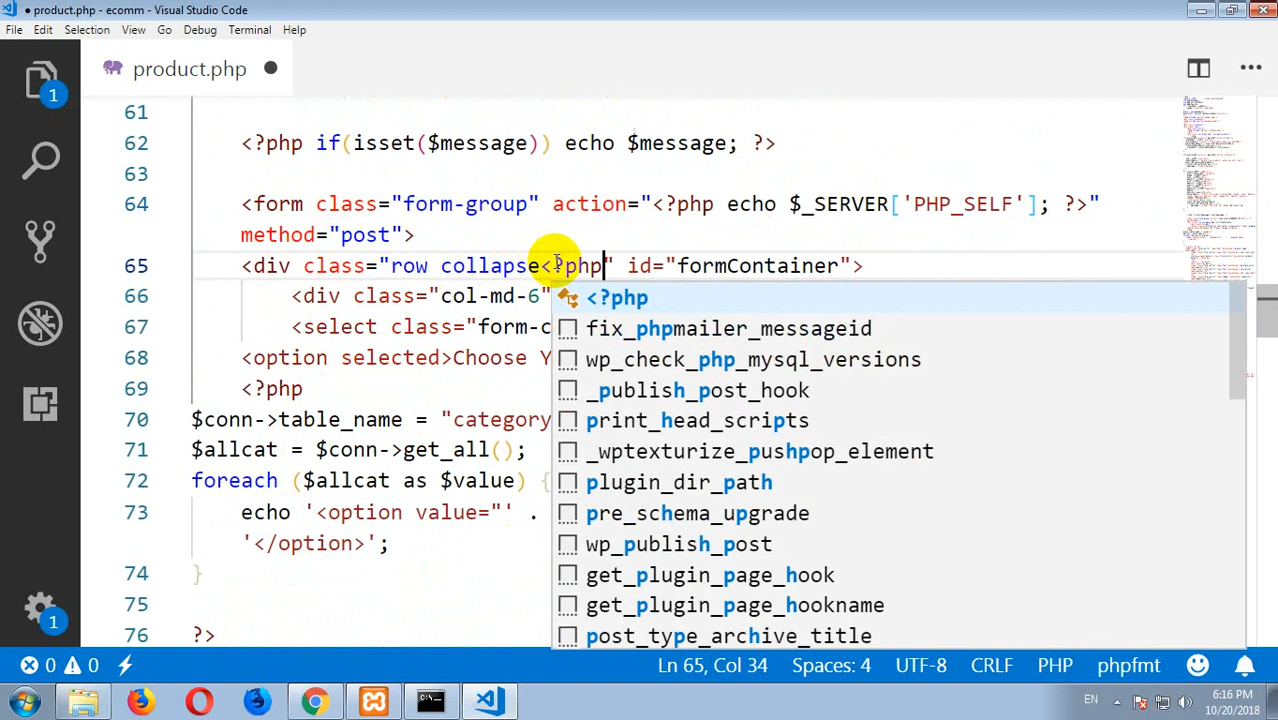 ● product.php - ecomm - Visual Studio Code
File Edit Selection View Go Debug Terminal Help
product.php ●
1
61
62 <?php if(isset($message)) echo $message; ?>
63
64 <form class="form-group" action="<?php echo $_SERVER['PHP_SELF']; ?>"
method="post">
65 <div class="row collapse<?php" id="formContainer">
66 <div class="col-md-6"
<?php
67 <select class="form-c
fix_phpmailer_messageid
68 <option selected>Choose Y
wp_check_php_mysql_versions
69 <?php
_publish_post_hook
70 $conn->table_name = "category
print_head_scripts
71 $allcat = $conn->get_all();
_wptexturize_pushpop_element
72 foreach ($allcat as $value) {
plugin_dir_path
73 echo '<option value="' .
pre_schema_upgrade
'</option>';
wp_publish_post
74 }
get_plugin_page_hook
75
get_plugin_page_hookname
76 ?>
post_type_archive_title
1
0 0 Ln 65, Col 34 Spaces: 4 UTF-8 CRLF PHP phpfmt
EN 6:16 PM
10/20/2018